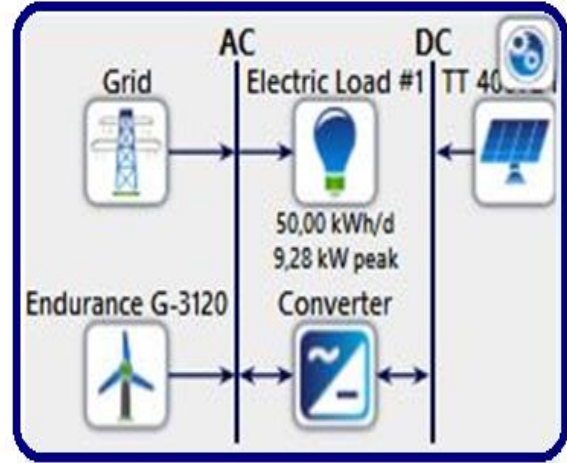 AC DC
Grid Electric Load #1 TT
50,00 kWh/d
9,28 kW peak
Endurance G-3120 Converter